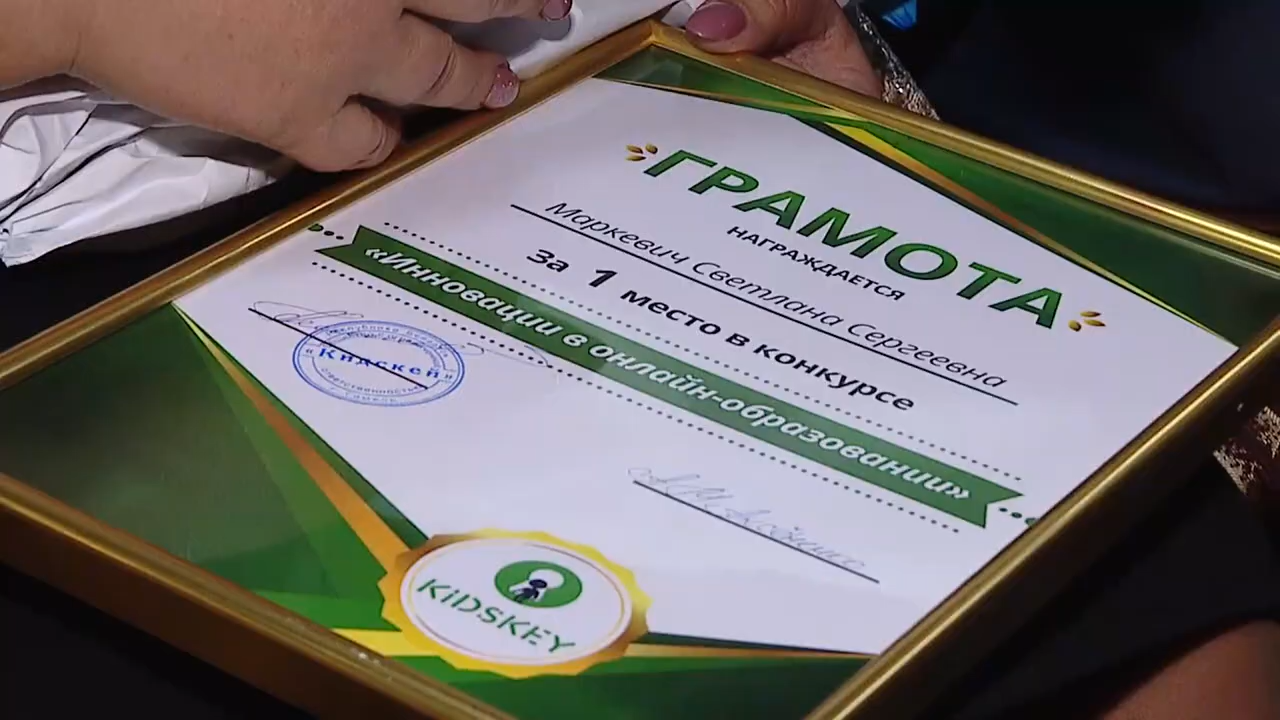 ГРАМОТА
НАГРАЖДАЕТСЯ
Маркевич Светлана Сергеевна
За 1 место в конкурсе
«Инновации в онлайн-образовании»
«Кидскей»
KiDSKEY